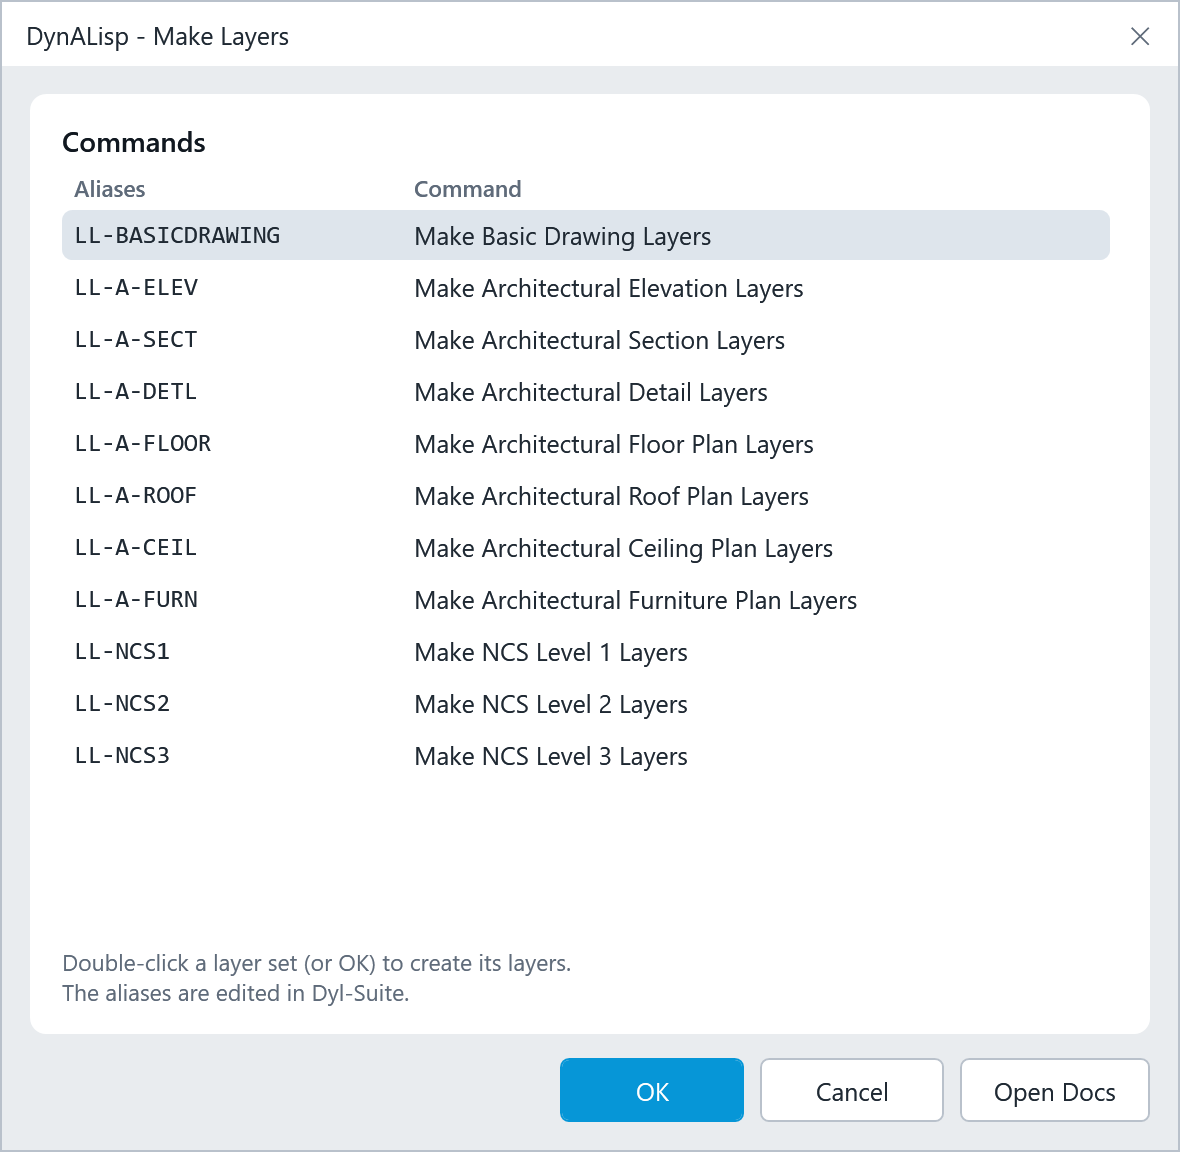 DynALisp - Make Layers
Commands
Aliases Command
LL-BASICDRAWING Make Basic Drawing Layers
LL-A-ELEV Make Architectural Elevation Layers
LL-A-SECT Make Architectural Section Layers
LL-A-DETL Make Architectural Detail Layers
LL-A-FLOOR Make Architectural Floor Plan Layers
LL-A-ROOF Make Architectural Roof Plan Layers
LL-A-CEIL Make Architectural Ceiling Plan Layers
LL-A-FURN Make Architectural Furniture Plan Layers
LL-NCS1 Make NCS Level 1 Layers
LL-NCS2 Make NCS Level 2 Layers
LL-NCS3 Make NCS Level 3 Layers
Double-click a layer set (or OK) to create its layers.
The aliases are edited in Dyl-Suite.
OK Cancel Open Docs